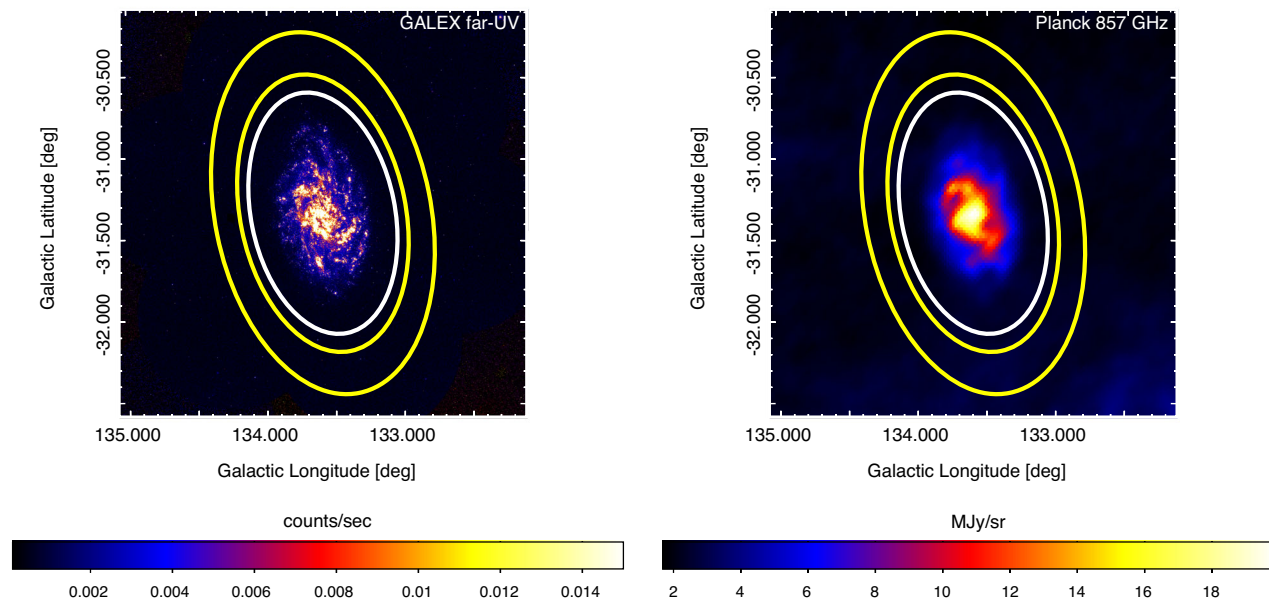 GALEX far-UV
Galactic Latitude [deg]
-30.500
-31.000
-31.500
-32.000
135.000 134.000 133.000
Galactic Longitude [deg]
counts/sec
0.002 0.004 0.006 0.008 0.01 0.012 0.014
Planck 857 GHz
Galactic Latitude [deg]
-30.500
-31.000
-31.500
-32.000
135.000 134.000 133.000
Galactic Longitude [deg]
MJy/sr
2 4 6 8 10 12 14 16 18